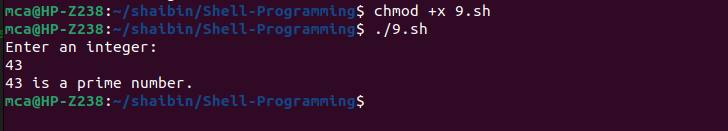 mca@HP-Z238:~/shaibin/Shell-Programming$ chmod +x 9.sh
mca@HP-Z238:~/shaibin/Shell-Programming$ ./9.sh
Enter an integer:
43
43 is a prime number.
mca@HP-Z238:~/shaibin/Shell-Programming$